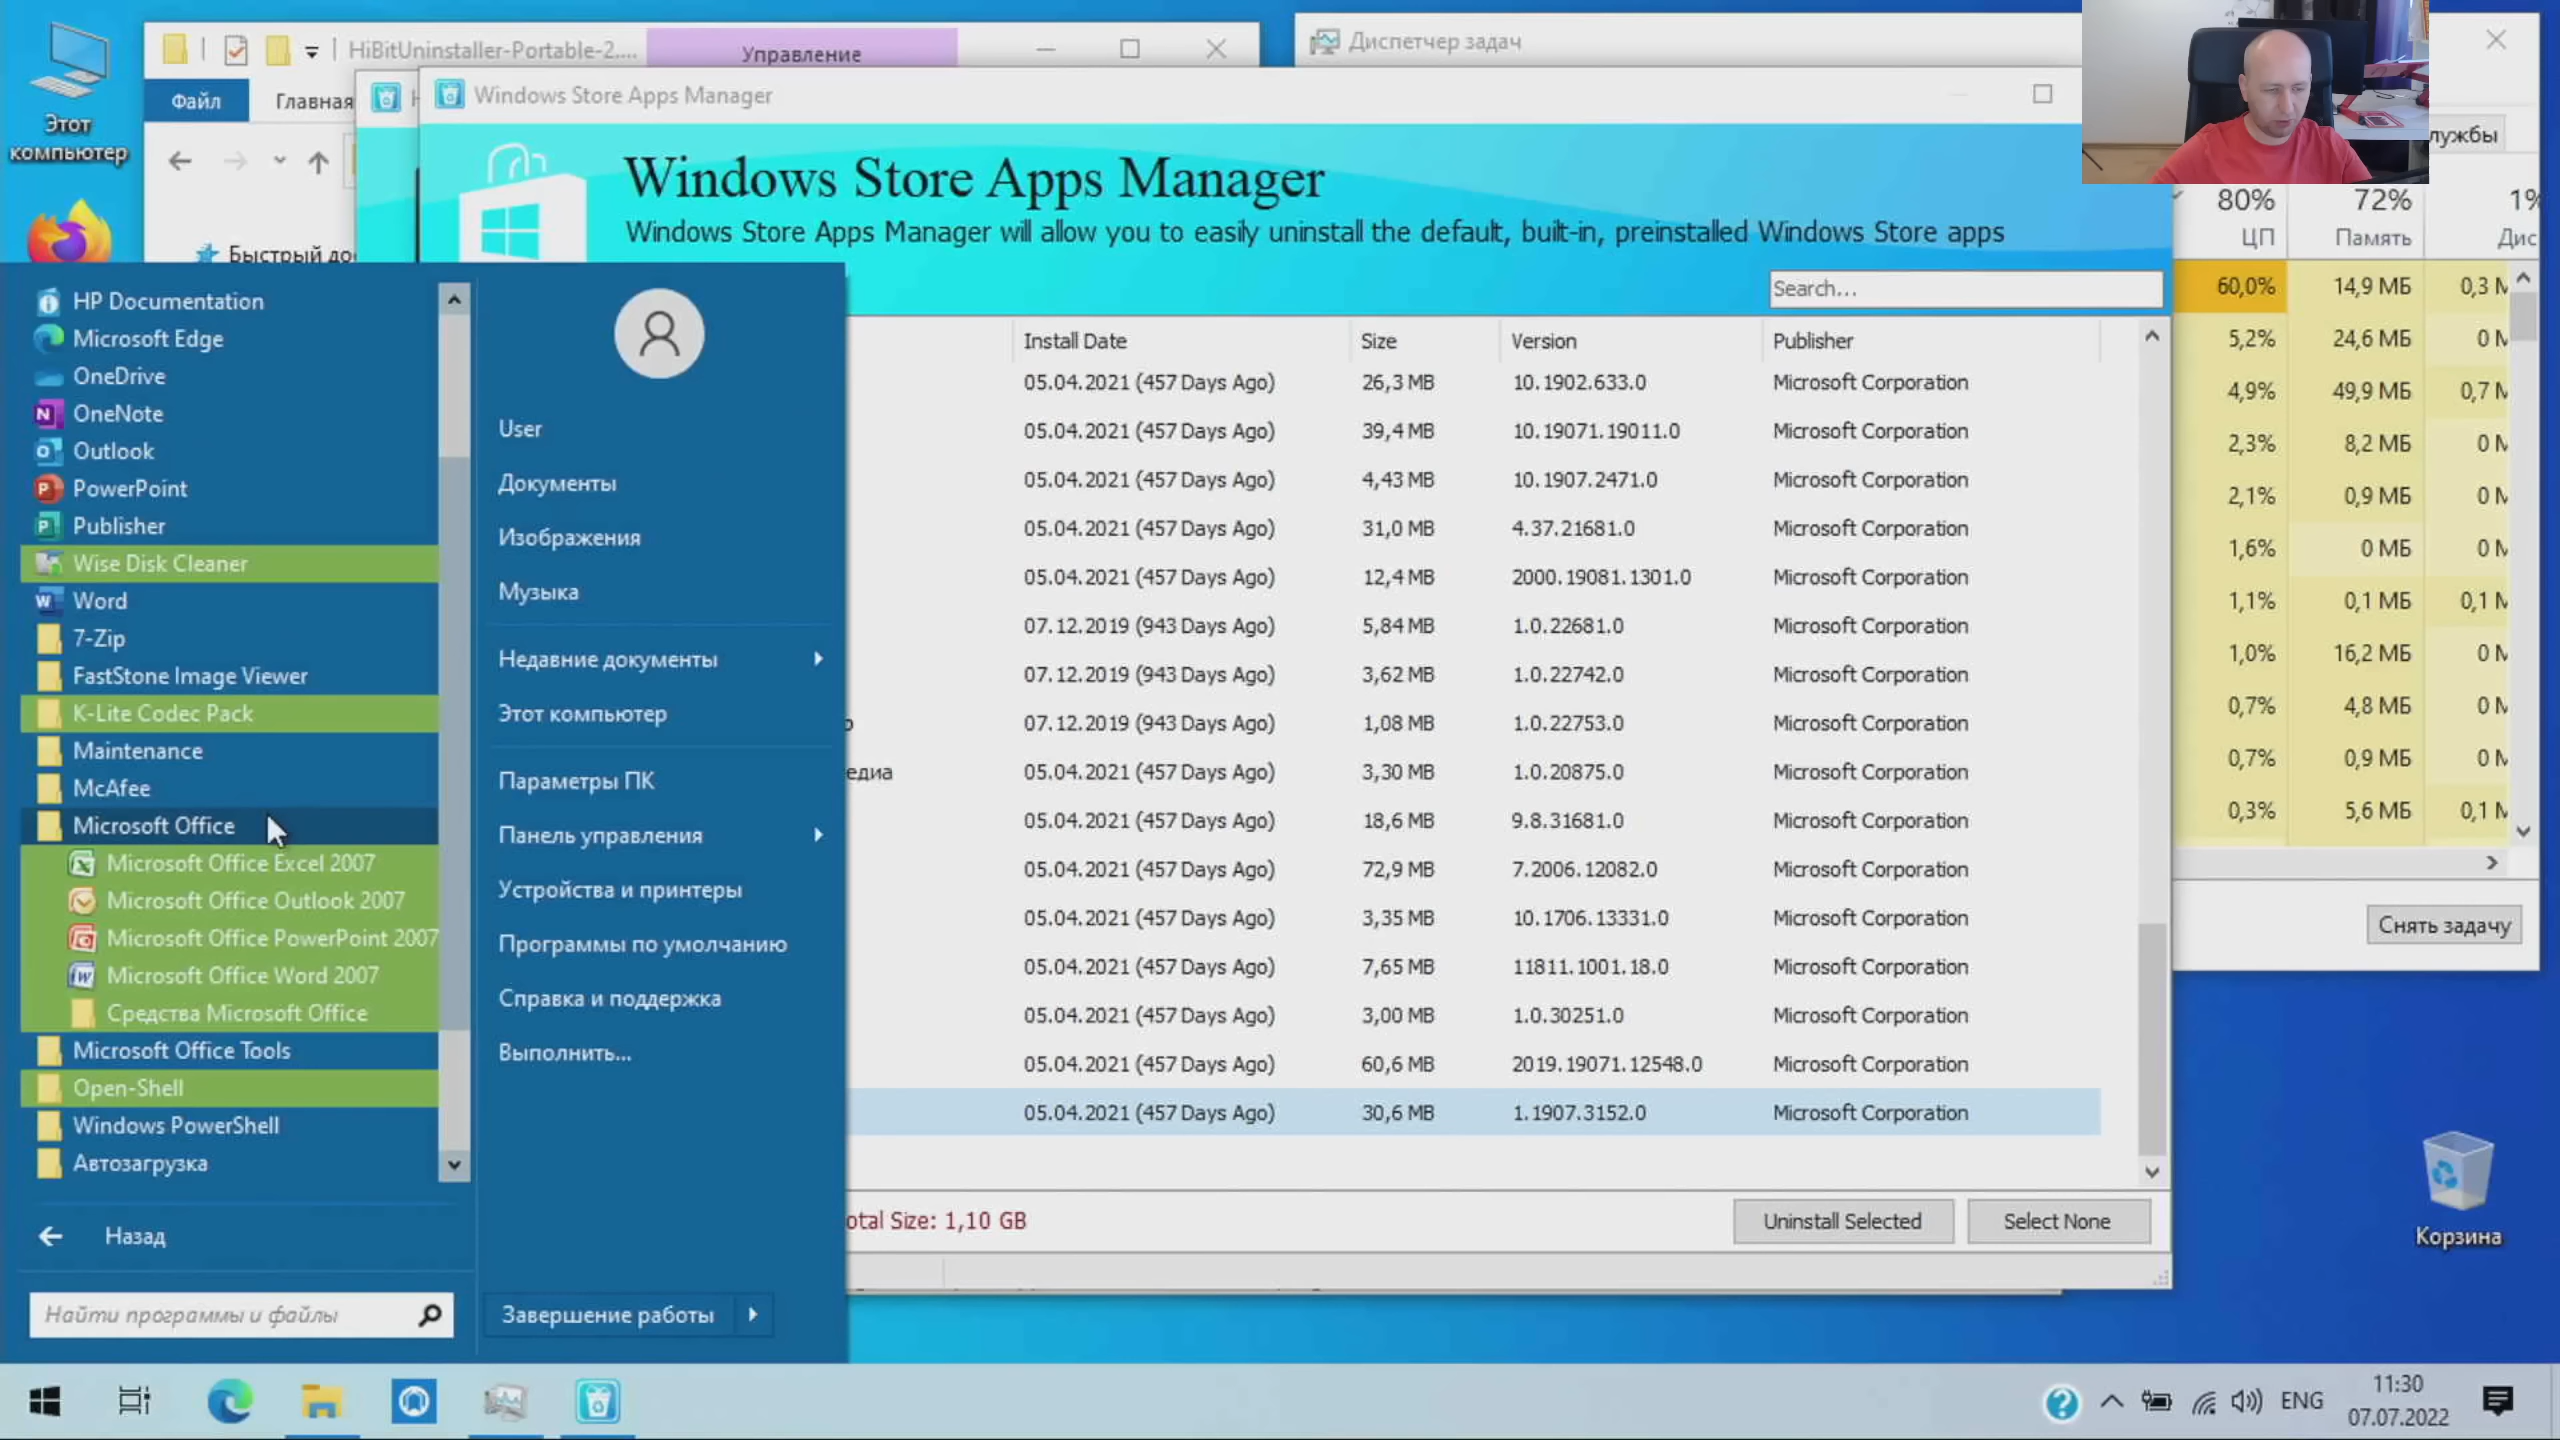 Этот
компьютер
HiBitUninstaller-Portable-2....
Управление
Файл
Главная
Быстрый до
Диспетчер задач
Windows Store Apps Manager
Windows Store Apps Manager
Windows Store Apps Manager will allow you to easily uninstall the default, built-in, preinstalled Windows Store apps
Search...
лужбы
80% 72% 1%
ЦП Память Дис
60,0% 14,9 МБ 0,3 М
5,2% 24,6 МБ 0 М
4,9% 49,9 МБ 0,7 М
2,3% 8,2 МБ 0 М
2,1% 0,9 МБ 0 М
1,6% 0 МБ 0 М
1,1% 0,1 МБ 0,1 М
1,0% 16,2 МБ 0 М
0,7% 4,8 МБ 0 М
0,7% 0,9 МБ 0 М
0,3% 5,6 МБ 0,1 М
Снять задачу
Install Date Size Version Publisher
05.04.2021 (457 Days Ago) 26,3 MB 10.1902.633.0 Microsoft Corporation
05.04.2021 (457 Days Ago) 39,4 MB 10.19071.19011.0 Microsoft Corporation
05.04.2021 (457 Days Ago) 4,43 MB 10.1907.2471.0 Microsoft Corporation
05.04.2021 (457 Days Ago) 31,0 MB 4.37.21681.0 Microsoft Corporation
05.04.2021 (457 Days Ago) 12,4 MB 2000.19081.1301.0 Microsoft Corporation
07.12.2019 (943 Days Ago) 5,84 MB 1.0.22681.0 Microsoft Corporation
07.12.2019 (943 Days Ago) 3,62 MB 1.0.22742.0 Microsoft Corporation
о 07.12.2019 (943 Days Ago) 1,08 MB 1.0.22753.0 Microsoft Corporation
едиа 05.04.2021 (457 Days Ago) 3,30 MB 1.0.20875.0 Microsoft Corporation
05.04.2021 (457 Days Ago) 18,6 MB 9.8.31681.0 Microsoft Corporation
05.04.2021 (457 Days Ago) 72,9 MB 7.2006.12082.0 Microsoft Corporation
05.04.2021 (457 Days Ago) 3,35 MB 10.1706.13331.0 Microsoft Corporation
05.04.2021 (457 Days Ago) 7,65 MB 11811.1001.18.0 Microsoft Corporation
05.04.2021 (457 Days Ago) 3,00 MB 1.0.30251.0 Microsoft Corporation
05.04.2021 (457 Days Ago) 60,6 MB 2019.19071.12548.0 Microsoft Corporation
05.04.2021 (457 Days Ago) 30,6 MB 1.1907.3152.0 Microsoft Corporation
otal Size: 1,10 GB
Uninstall Selected
Select None
HP Documentation
Microsoft Edge
OneDrive
OneNote
Outlook
PowerPoint
Publisher
Wise Disk Cleaner
Word
7-Zip
FastStone Image Viewer
K-Lite Codec Pack
Maintenance
McAfee
Microsoft Office
Microsoft Office Excel 2007
Microsoft Office Outlook 2007
Microsoft Office PowerPoint 2007
Microsoft Office Word 2007
Средства Microsoft Office
Microsoft Office Tools
Open-Shell
Windows PowerShell
Автозагрузка
Назад
Найти программы и файлы
User
Документы
Изображения
Музыка
Недавние документы
Этот компьютер
Параметры ПК
Панель управления
Устройства и принтеры
Программы по умолчанию
Справка и поддержка
Выполнить...
Завершение работы
Корзина
ENG
11:30
07.07.2022